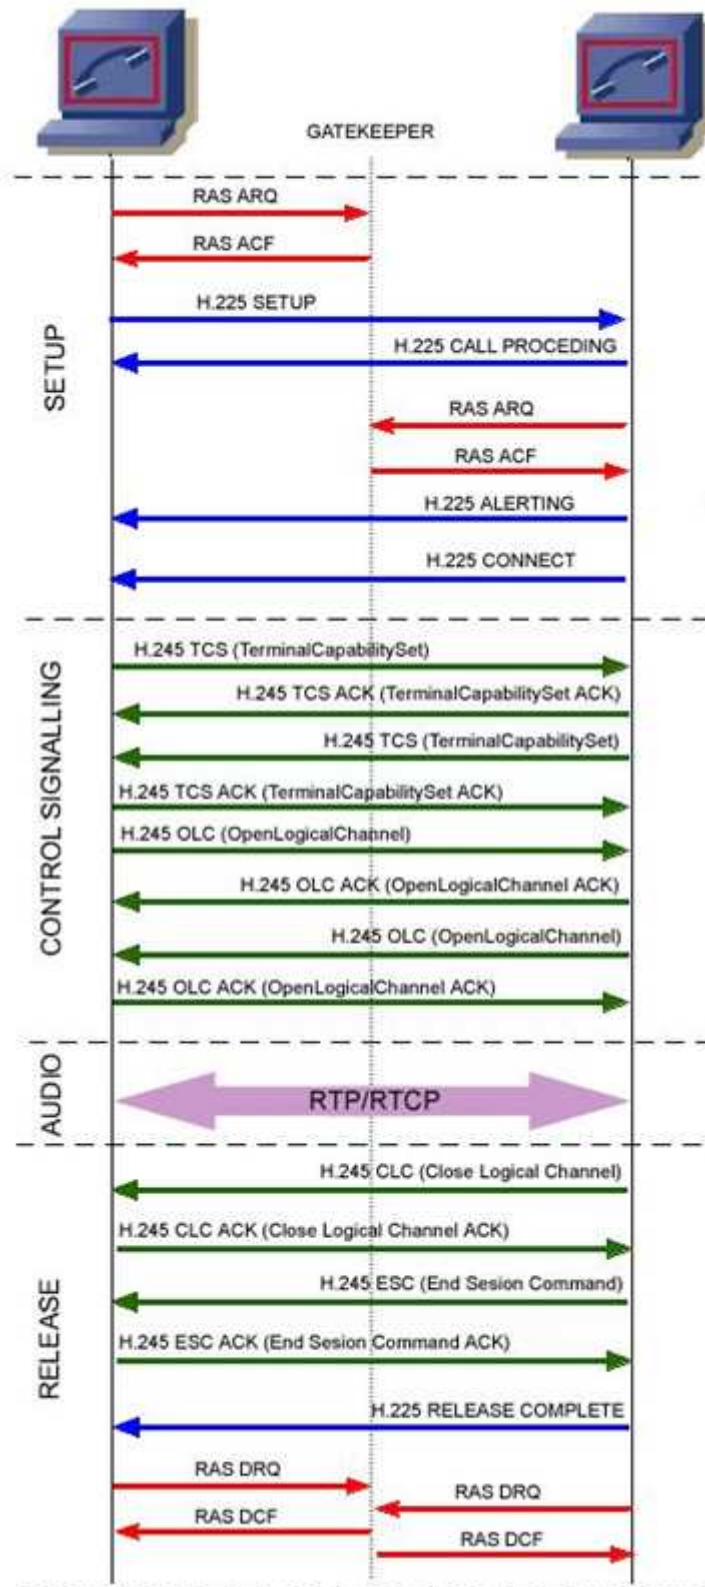 GATEKEEPER
SETUP
RAS ARQ
RAS ACF
H.225 SETUP
H.225 CALL PROCEDING
RAS ARQ
RAS ACF
H.225 ALERTING
H.225 CONNECT
CONTROL SIGNALLING
H.245 TCS (TerminalCapabilitySet)
H.245 TCS ACK (TerminalCapabilitySet ACK)
H.245 TCS (TerminalCapabilitySet)
H.245 TCS ACK (TerminalCapabilitySet ACK)
H.245 OLC (OpenLogicalChannel)
H.245 OLC ACK (OpenLogicalChannel ACK)
H.245 OLC (OpenLogicalChannel)
H.245 OLC ACK (OpenLogicalChannel ACK)
AUDIO
RTP/RTCP
RELEASE
H.245 CLC (Close Logical Channel)
H.245 CLC ACK (Close Logical Channel ACK)
H.245 ESC (End Sesion Command)
H.245 ESC ACK (End Sesion Command ACK)
H.225 RELEASE COMPLETE
RAS DRQ
RAS DRQ
RAS DCF
RAS DCF